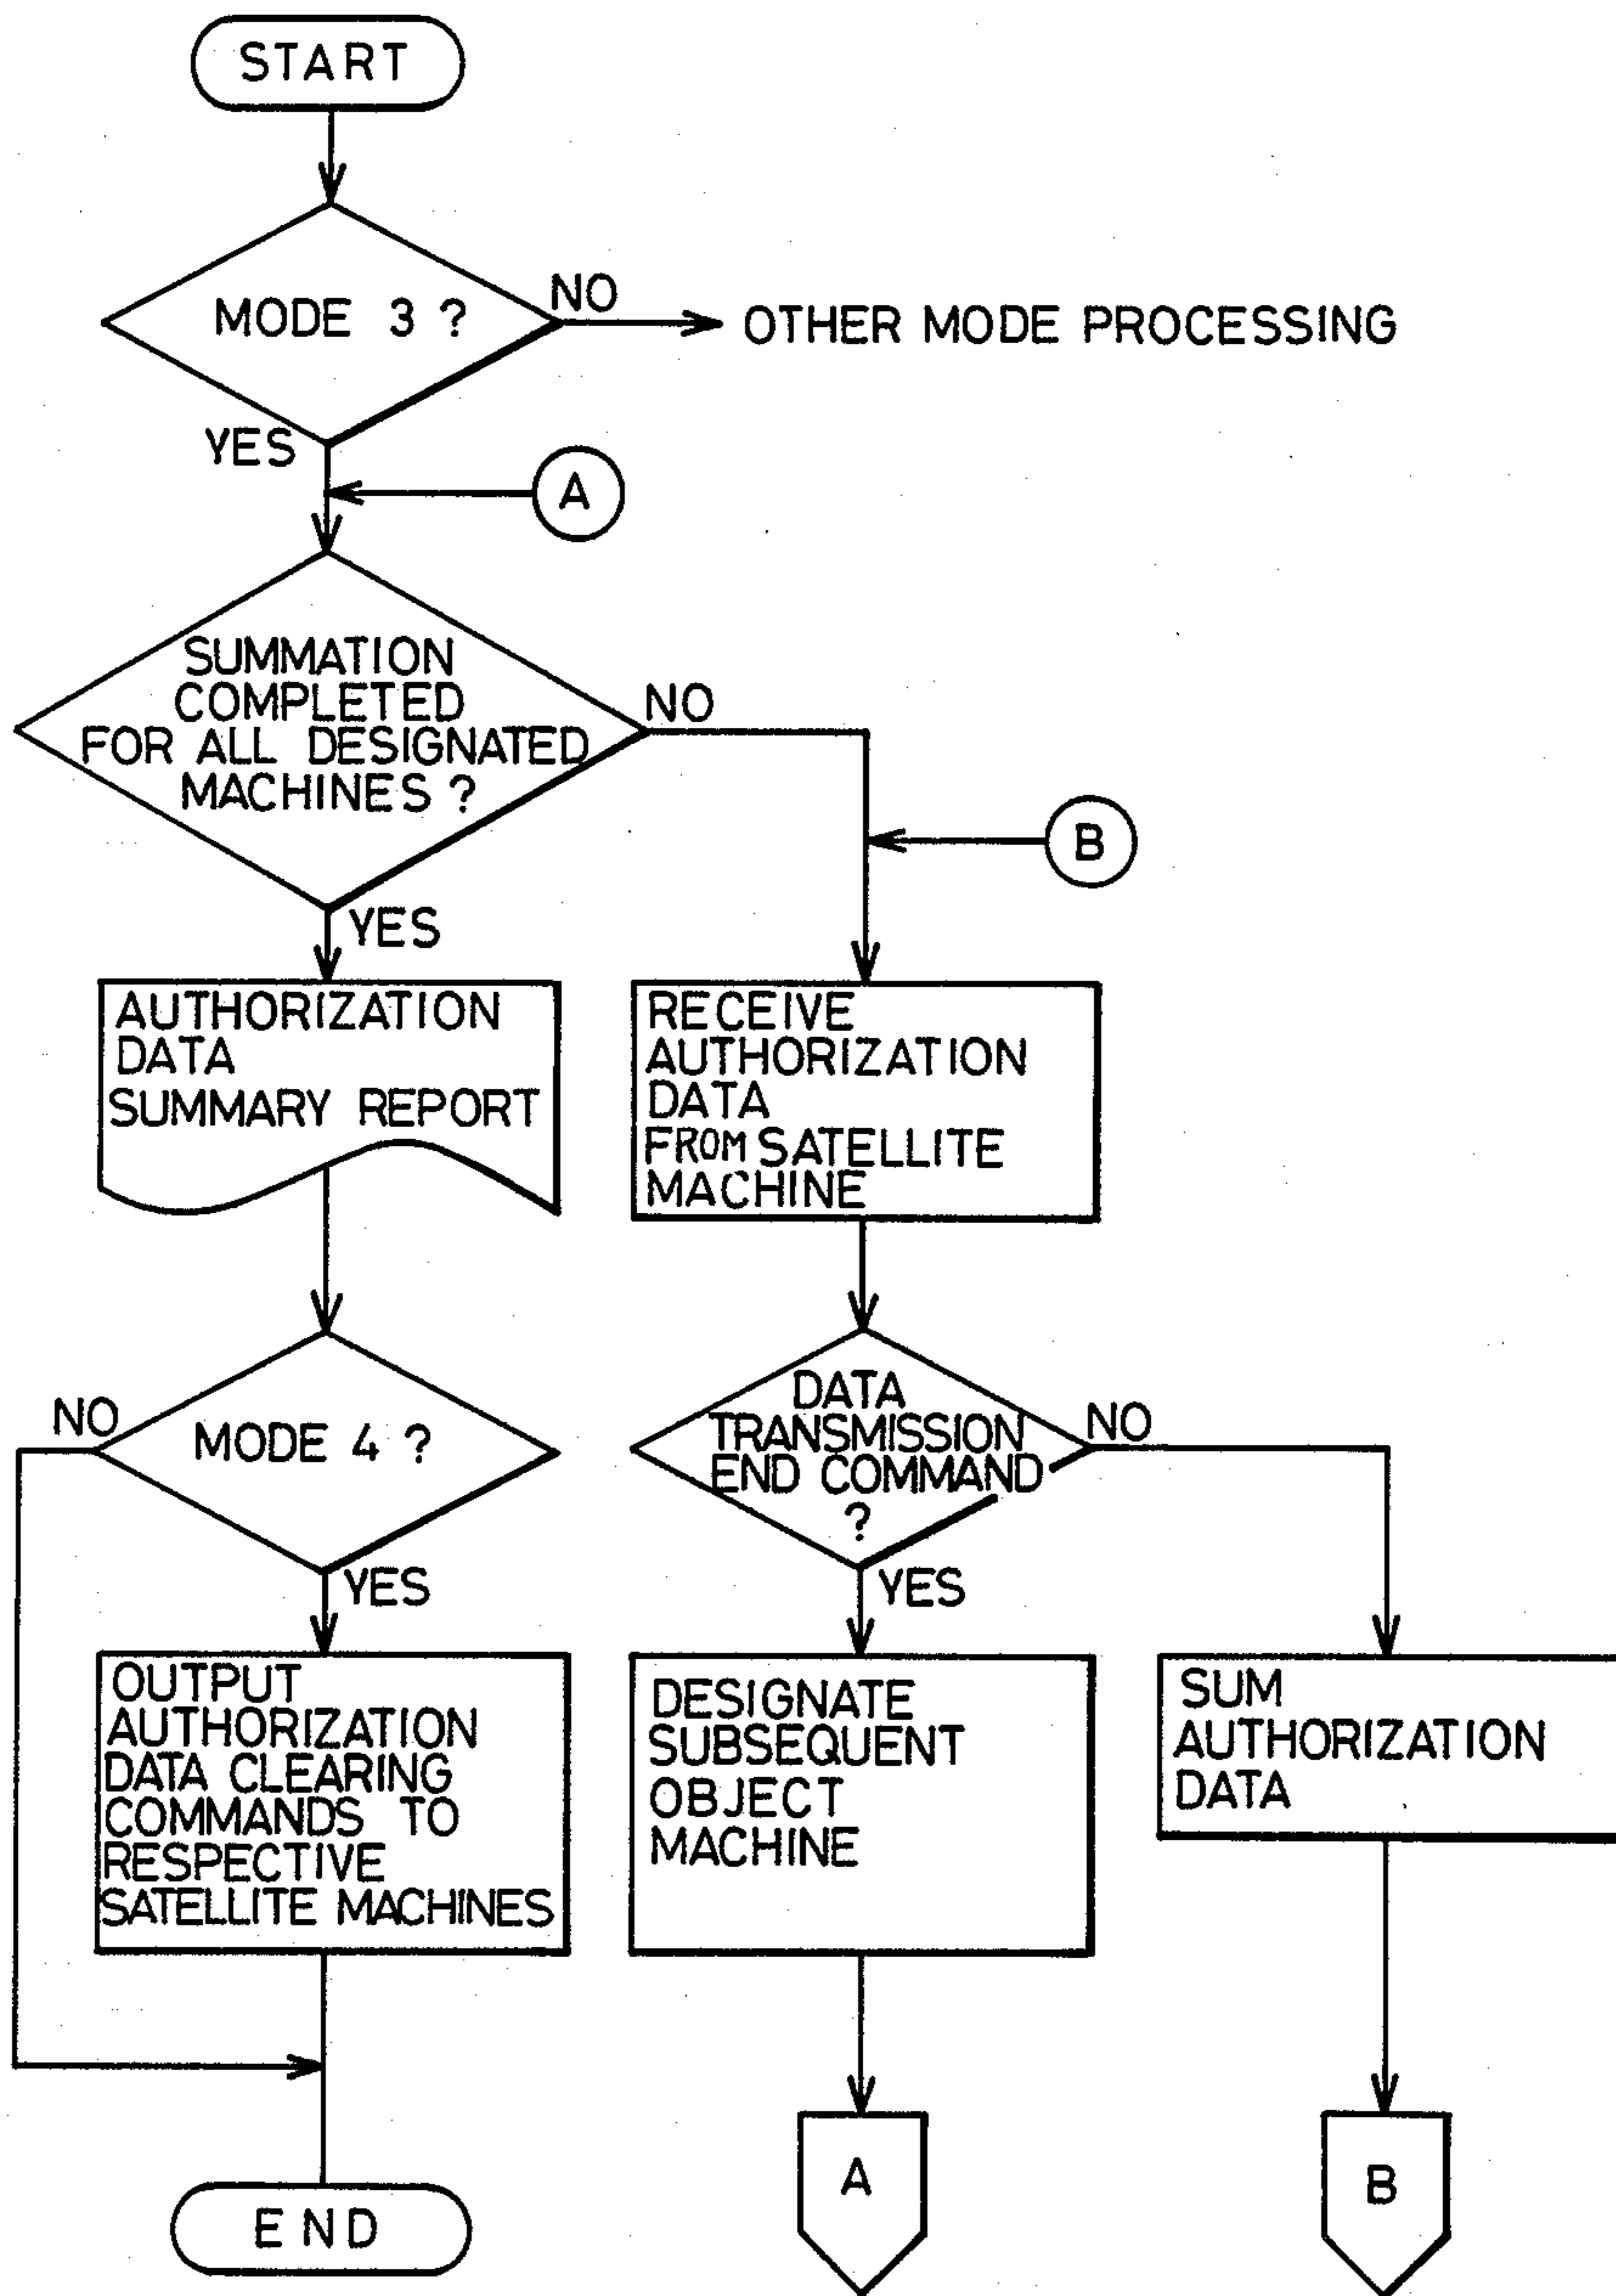 START
MODE 3 ?
NO
OTHER MODE PROCESSING
YES
A
SUMMATION
COMPLETED
FOR ALL DESIGNATED
MACHINES ?
NO
B
YES
AUTHORIZATION
DATA
SUMMARY REPORT
RECEIVE
AUTHORIZATION
DATA
FROM SATELLITE
MACHINE
NO
MODE 4 ?
YES
DATA
TRANSMISSION
END COMMAND
?
NO
YES
OUTPUT
AUTHORIZATION
DATA CLEARING
COMMANDS TO
RESPECTIVE
SATELLITE MACHINES
DESIGNATE
SUBSEQUENT
OBJECT
MACHINE
SUM
AUTHORIZATION
DATA
END
A
B